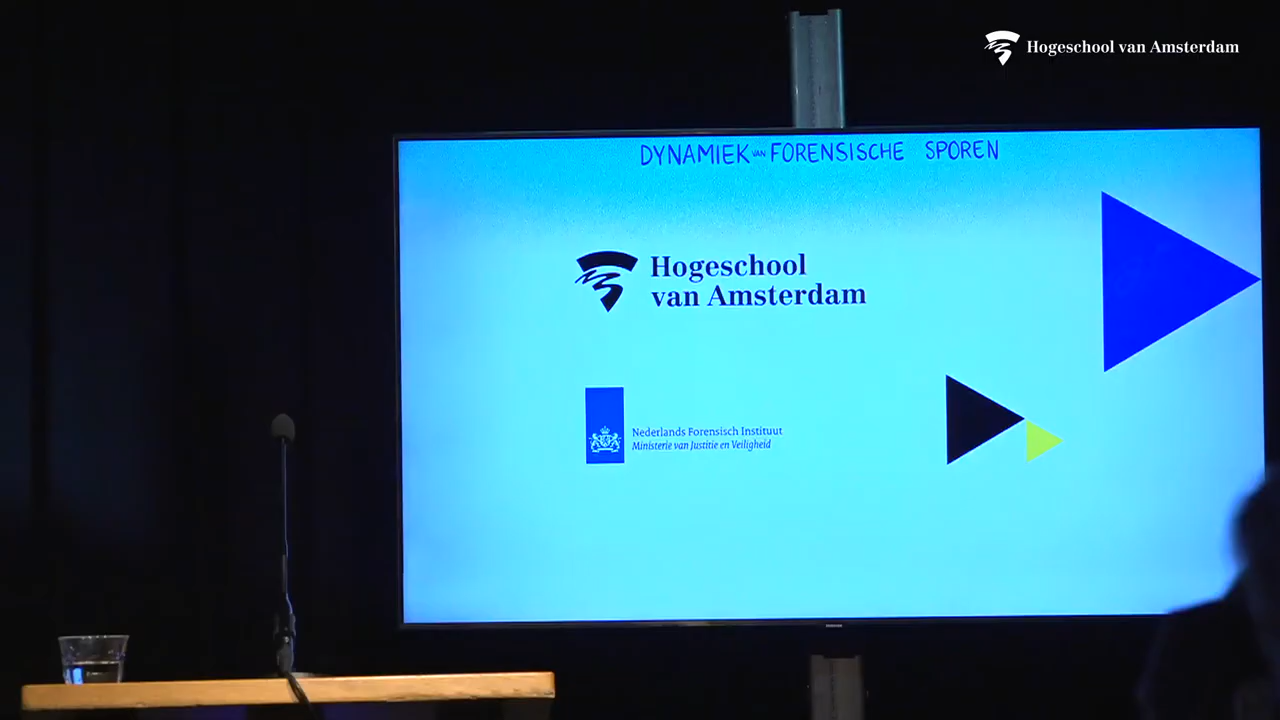 Hogeschool van Amsterdam
DYNAMIEK VAN FORENSISCHE SPOREN
Hogeschool
van Amsterdam
Nederlands Forensisch Instituut
Ministerie van Justitie en Veiligheid